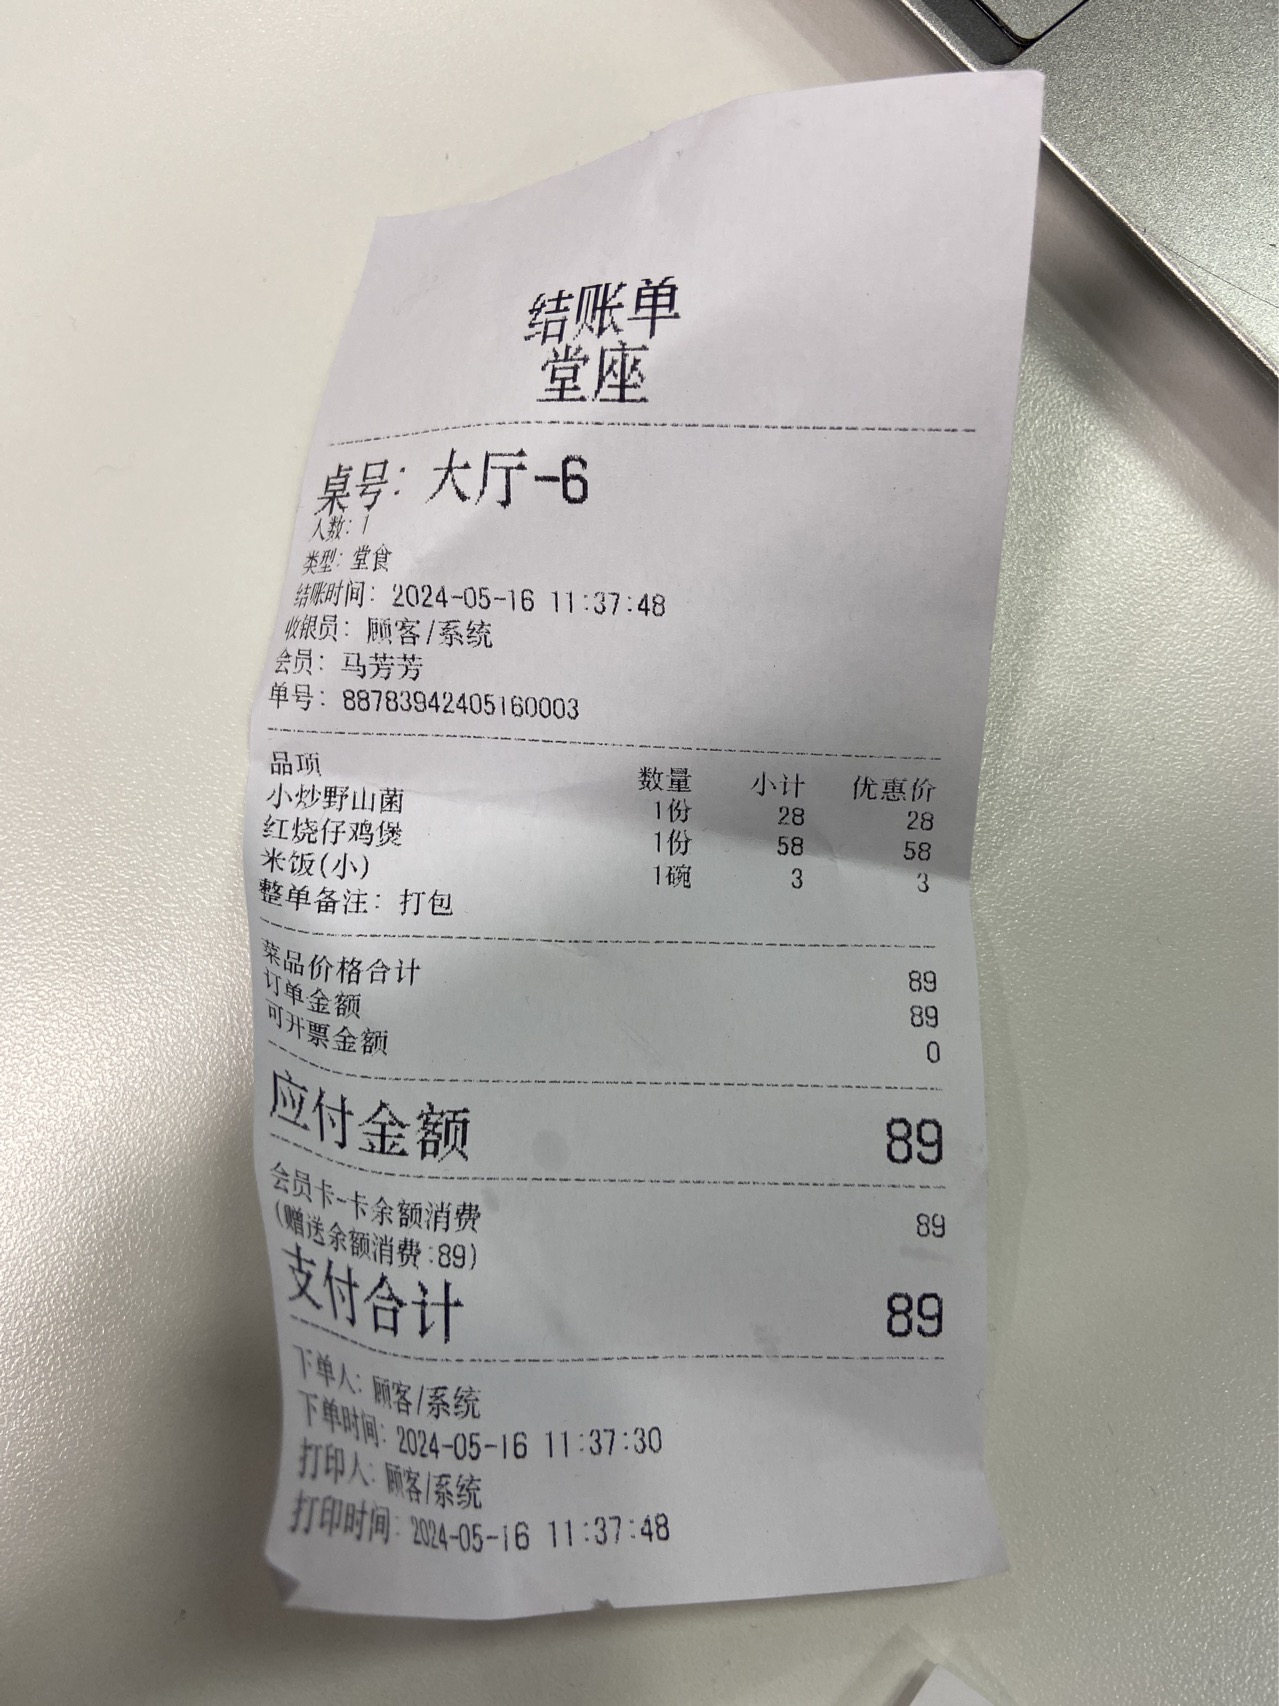 结账单
堂座
桌号：大厅-6
人数：1
类型：堂食
结账时间：2024-05-16 11:37:48
收银员：顾客/系统
会员：马芳芳
单号：88783942405160003
品项 数量 小计 优惠价
小炒野山菌 1份 28 28
红烧仔鸡煲 1份 58 58
米饭(小) 1碗 3 3
整单备注：打包
菜品价格合计 89
订单金额 89
可开票金额 0
应付金额 89
会员卡-卡余额消费 89
(赠送余额消费:89)
支付合计 89
下单人：顾客/系统
下单时间：2024-05-16 11:37:30
打印人：顾客/系统
打印时间：2024-05-16 11:37:48